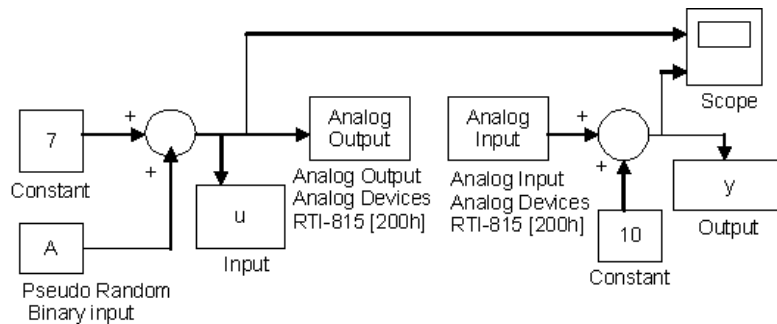 Scope
+
7
Constant
+
Analog
Output
Analog Output
Analog Devices
RTI-815 [200h]
Analog
Input
Analog Input
Analog Devices
RTI-815 [200h]
+
+
u
Input
y
Output
A
Pseudo Random
Binary input
10
Constant